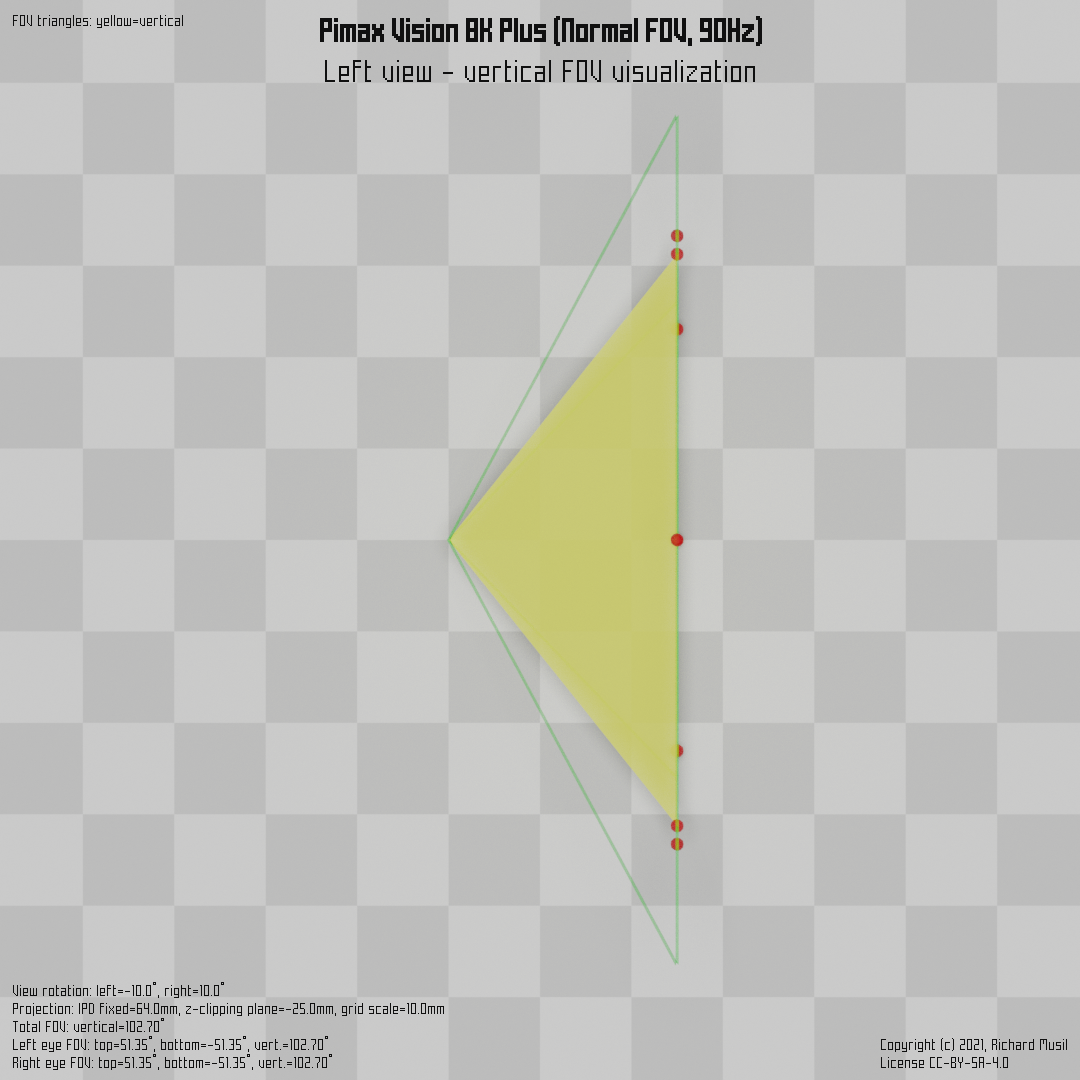 FOV triangles: yellow=vertical
Pimax Vision 8K Plus (Normal FOV, 90Hz)
Left view - vertical FOV visualization
View rotation: left=-10.0°, right=10.0°
Projection: IPD fixed=64.0mm, z-clipping plane=-25.0mm, grid scale=10.0mm
Total FOV: vertical=102.70°
Left eye FOV: top=51.35°, bottom=-51.35°, vert.=102.70°
Right eye FOV: top=51.35°, bottom=-51.35°, vert.=102.70°
Copyright (c) 2021, Richard Musil
License CC-BY-SA-4.0